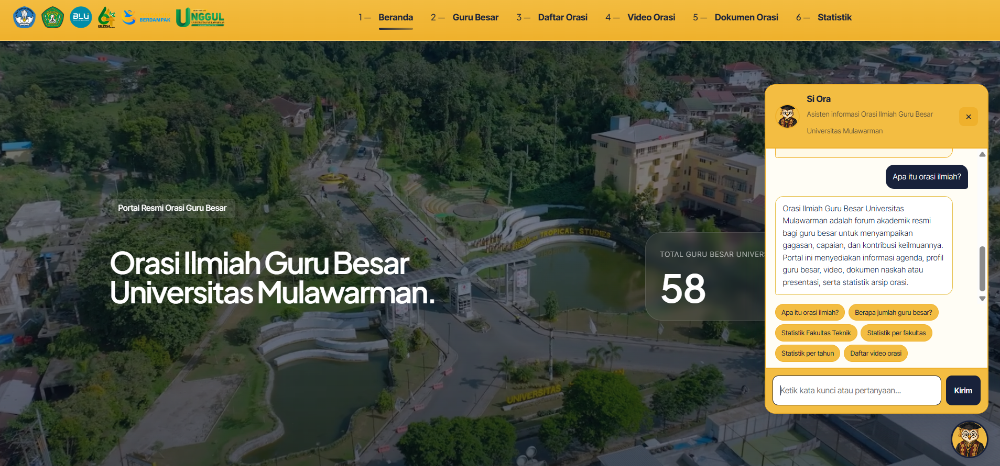 BLU
DIES NATALIS
BERDAMPAK
UNGGUL
UNIVERSITAS MULAWARMAN
1 — Beranda
2 — Guru Besar
3 — Daftar Orasi
4 — Video Orasi
5 — Dokumen Orasi
6 — Statistik
Portal Resmi Orasi Guru Besar
Orasi Ilmiah Guru Besar
Universitas Mulawarman.
TROPICAL STUDIES
UNIVERSITAS
TOTAL GURU BESAR UNIVERS
58
Si Ora
Asisten informasi Orasi Ilmiah Guru Besar
Universitas Mulawarman
×
Apa itu orasi ilmiah?
Orasi Ilmiah Guru Besar Universitas
Mulawarman adalah forum akademik resmi
bagi guru besar untuk menyampaikan
gagasan, capaian, dan kontribusi keilmuannya.
Portal ini menyediakan informasi agenda, profil
guru besar, video, dokumen naskah atau
presentasi, serta statistik arsip orasi.
Apa itu orasi ilmiah?
Berapa jumlah guru besar?
Statistik Fakultas Teknik
Statistik per fakultas
Statistik per tahun
Daftar video orasi
Ketik kata kunci atau pertanyaan...
Kirim